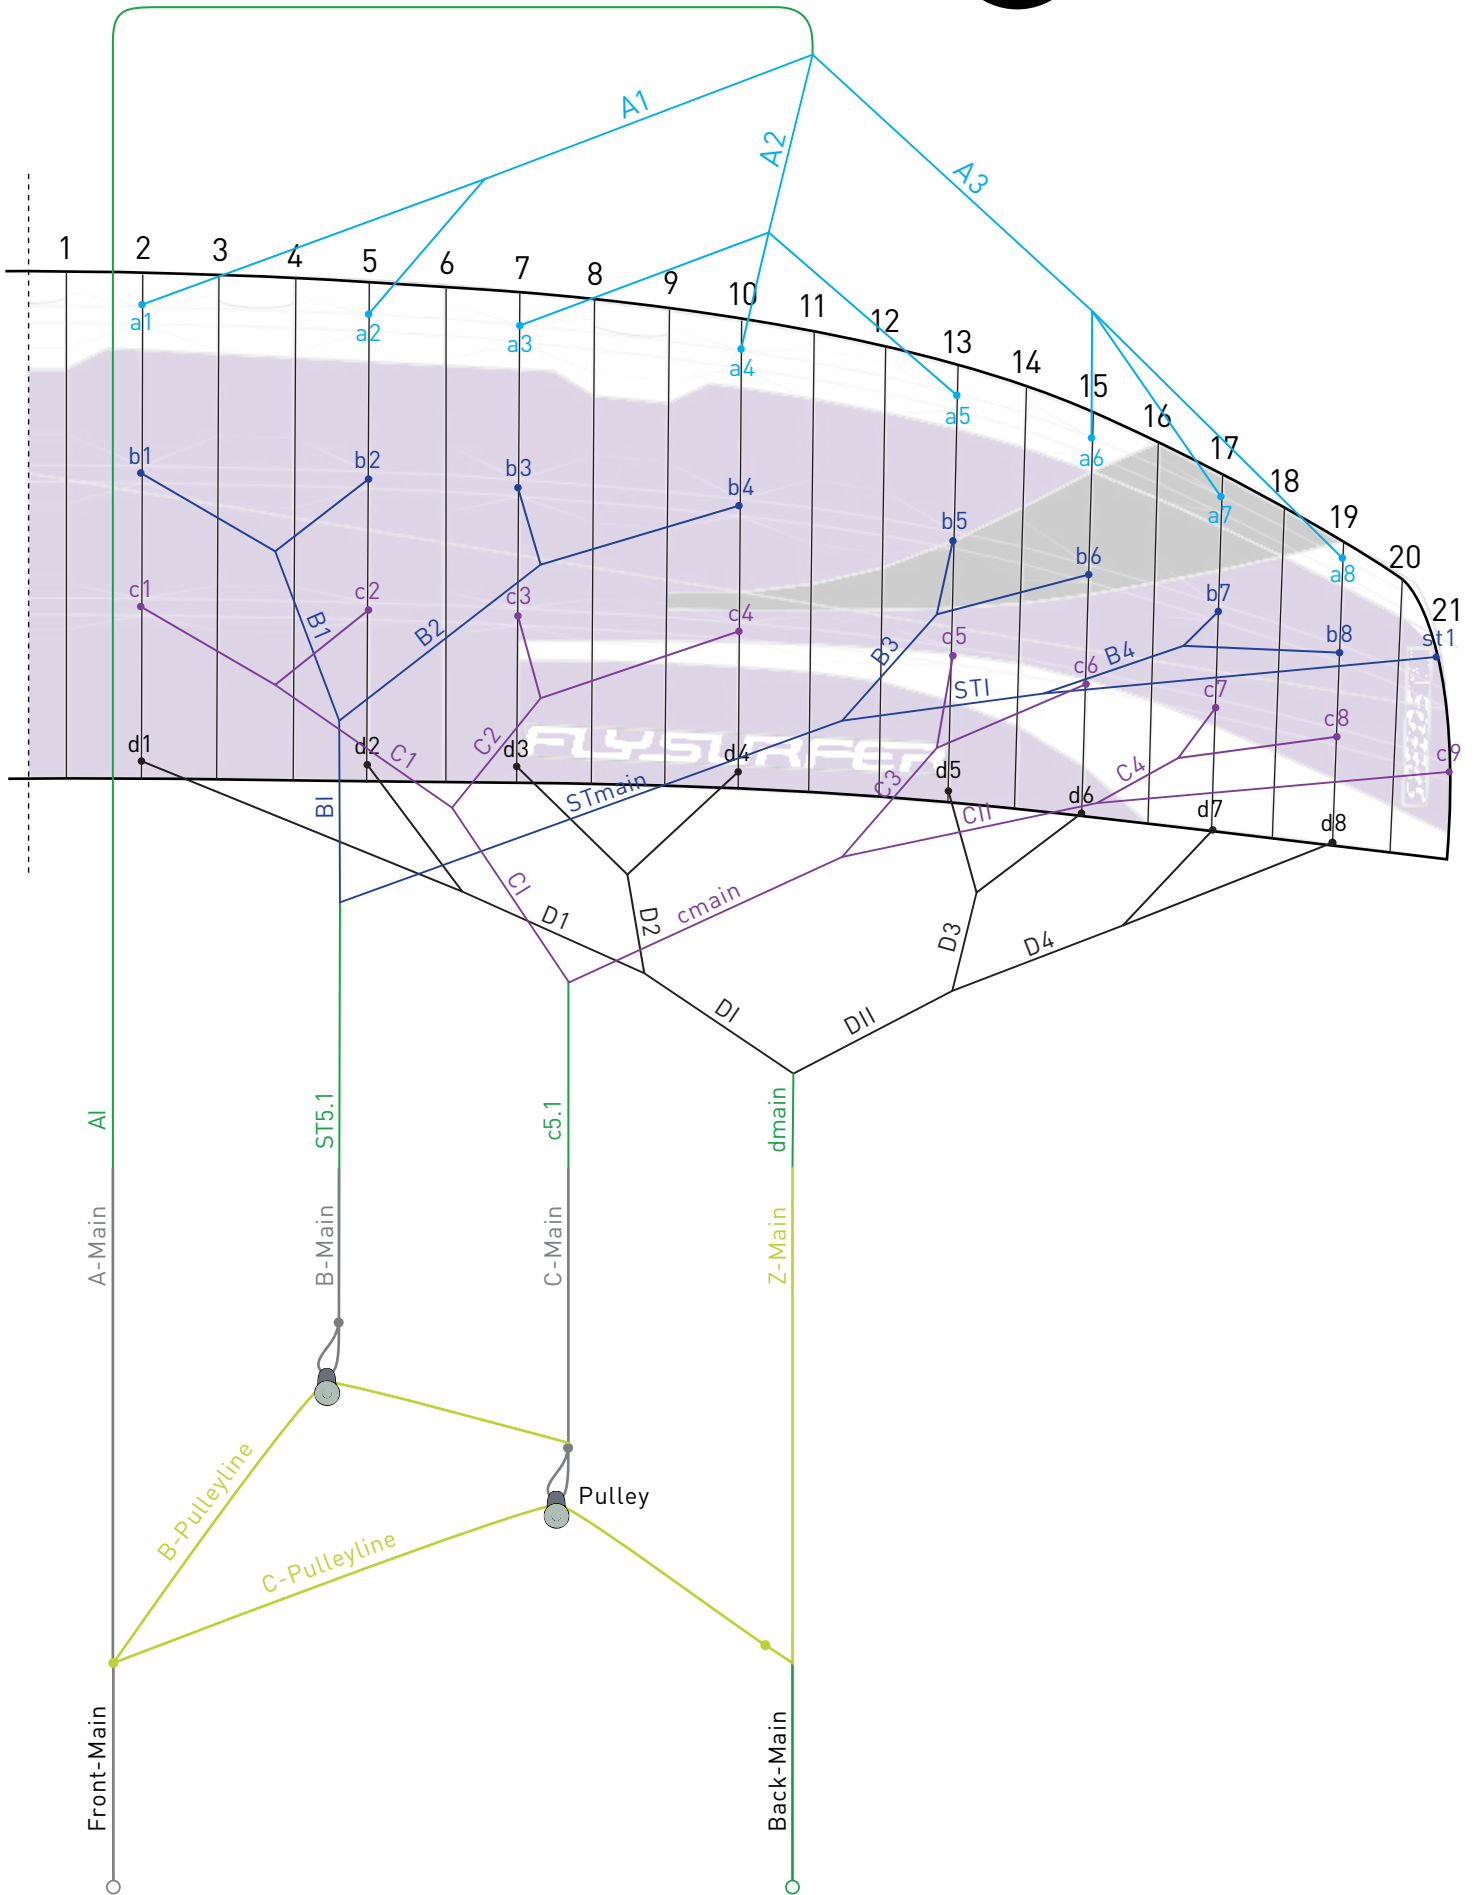 A1
A2
A3
1
2
3
4
5
6
7
8
9
10
11
12
13
14
15
16
17
18
19
20
21
a1
a2
a3
a4
a5
a6
a7
a8
b1
b2
b3
b4
b5
b6
b7
b8
st1
c1
c2
c3
c4
c5
c6
c7
c8
c9
B1
B2
B3
B4
STI
d1
d2
d3
d4
d5
d6
d7
d8
C1
C2
C3
C4
FLYSURFER
BI
STmain
CII
CI
cmain
D1
D2
D3
D4
DI
DII
AI
ST5.1
c5.1
dmain
A-Main
B-Main
C-Main
Z-Main
Pulley
B-Pulleyline
C-Pulleyline
Front-Main
Back-Main